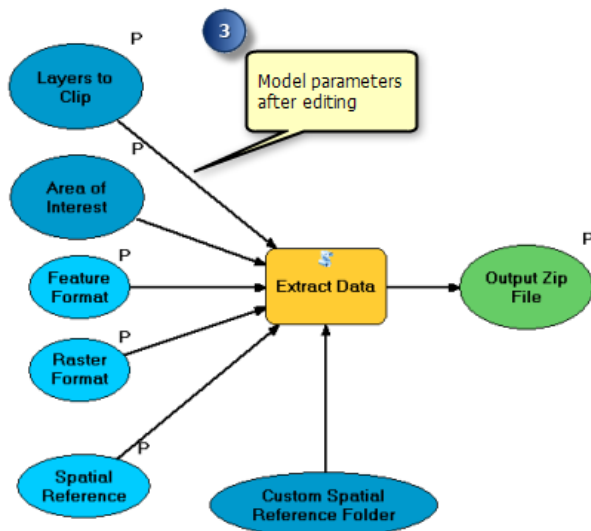 3
Model parameters
after editing
P
Layers to
Clip
P
Area of
Interest
P
Feature
Format
P
Raster
Format
P
Spatial
Reference
Extract Data
Custom Spatial
Reference Folder
P
Output Zip
File